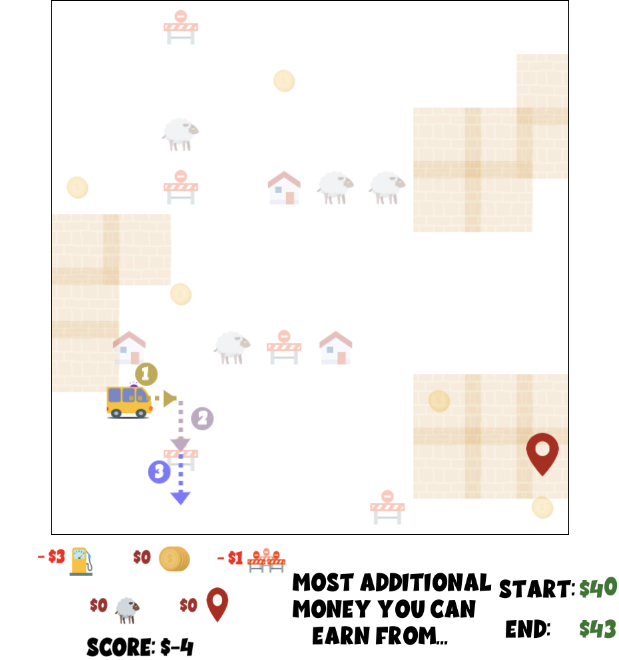 1
2
3
- $3
$0
- $1
$0
$0
SCORE: $-4
MOST ADDITIONAL
MONEY YOU CAN
EARN FROM...
START: $40
END: $43